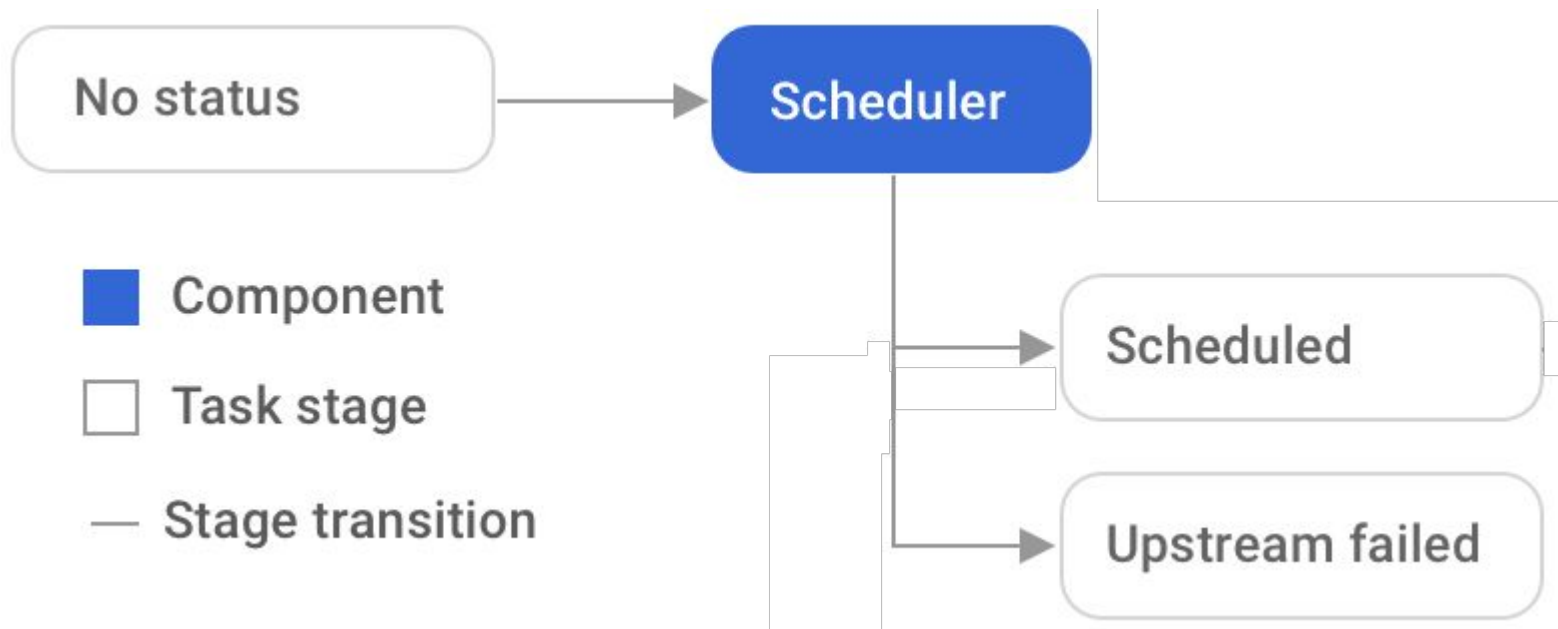 No status
Scheduler
Component
Scheduled
Task stage
Stage transition
Upstream failed